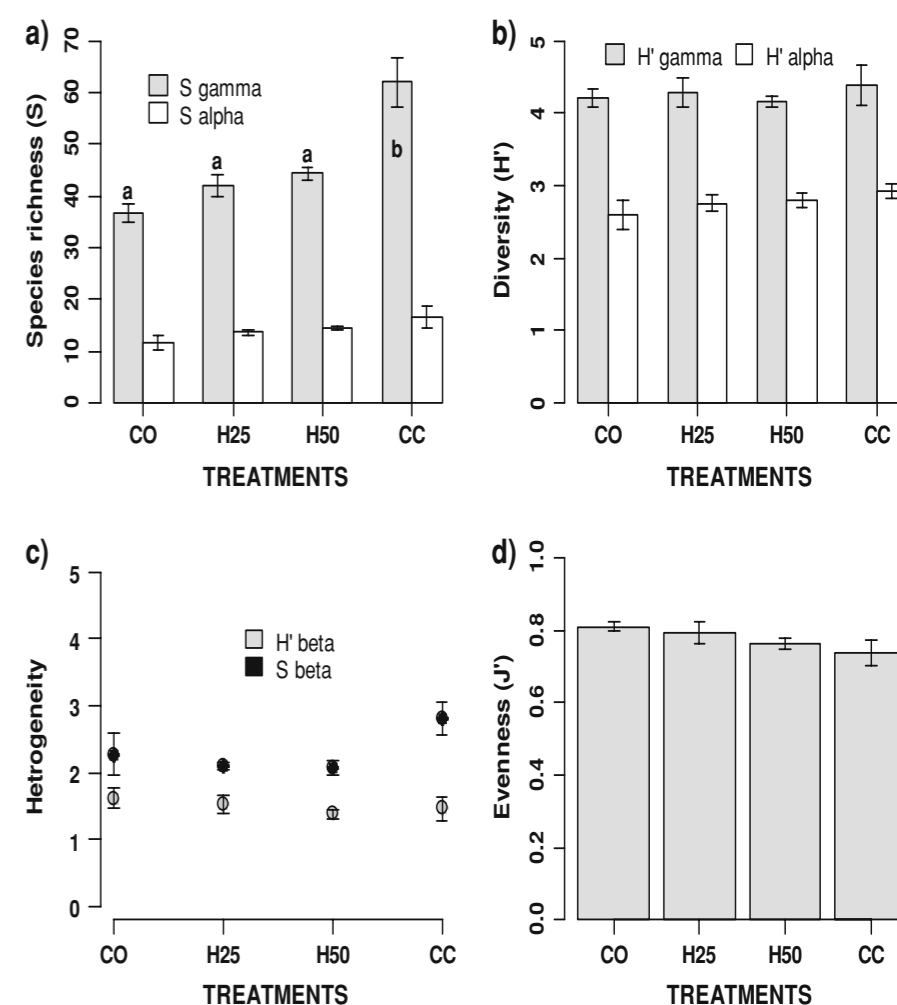 a)
Species richness (S)
70
60
50
40
30
20
10
0
S gamma
S alpha
a
a
a
b
CO H25 H50 CC
TREATMENTS
b)
Diversity (H')
5
4
3
2
1
0
H' gamma H' alpha
CO H25 H50 CC
TREATMENTS
c)
Hetrogeneity
5
4
3
2
1
0
H' beta
S beta
CO H25 H50 CC
TREATMENTS
d)
Evenness (J')
1.0
0.8
0.6
0.4
0.2
0.0
CO H25 H50 CC
TREATMENTS